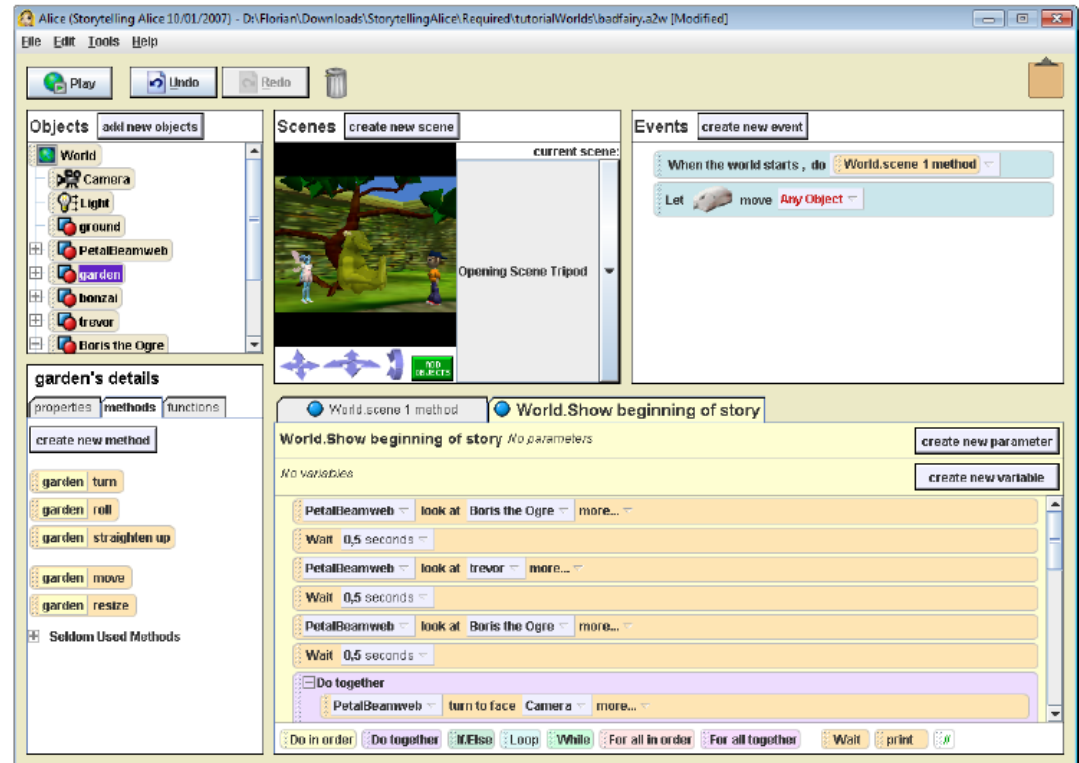 Alice (Storytelling Alice 10/01/2007) - D:\Florian\Downloads\StorytellingAlice\Required\tutorialWorlds\badfairy.a2w [Modified]
File Edit Tools Help
Play Undo Redo
Objects add new objects
World
Camera
Light
ground
PetalBeamweb
garden
bonzai
trevor
Boris the Ogre
Scenes create new scene
current scene:
Opening Scene Tripod
ADD OBJECTS
Events create new event
When the world starts , do World.scene 1 method
Let move Any Object
garden's details
properties methods functions
create new method
garden turn
garden roll
garden straighten up
garden move
garden resize
Seldom Used Methods
World.scene 1 method World.Show beginning of story
World.Show beginning of story No parameters create new parameter
No variables create new variable
PetalBeamweb look at Boris the Ogre more...
Wait 0,5 seconds
PetalBeamweb look at trevor more...
Wait 0,5 seconds
PetalBeamweb look at Boris the Ogre more...
Wait 0,5 seconds
Do together
PetalBeamweb turn to face Camera more...
Do in order Do together If/Else Loop While For all in order For all together Wait print //